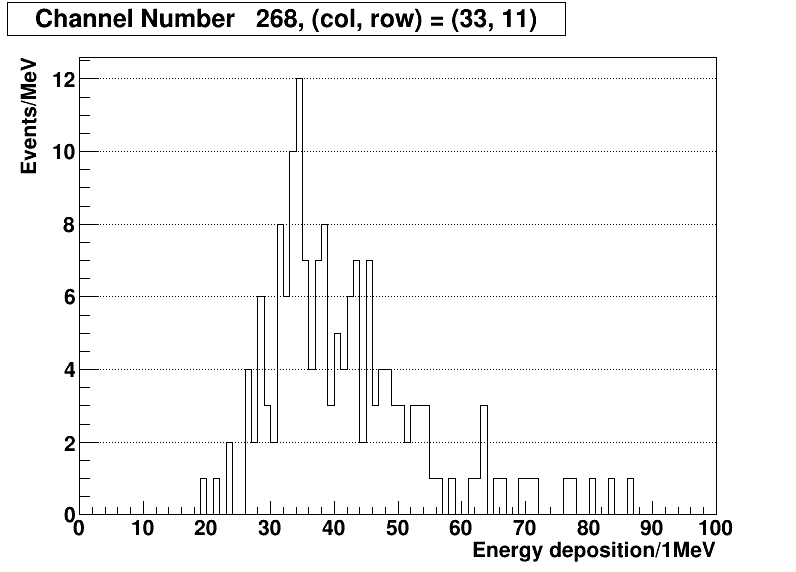 Channel Number 268, (col, row) = (33, 11)
Events/MeV
12
10
8
6
4
2
0
0 10 20 30 40 50 60 70 80 90 100
Energy deposition/1MeV